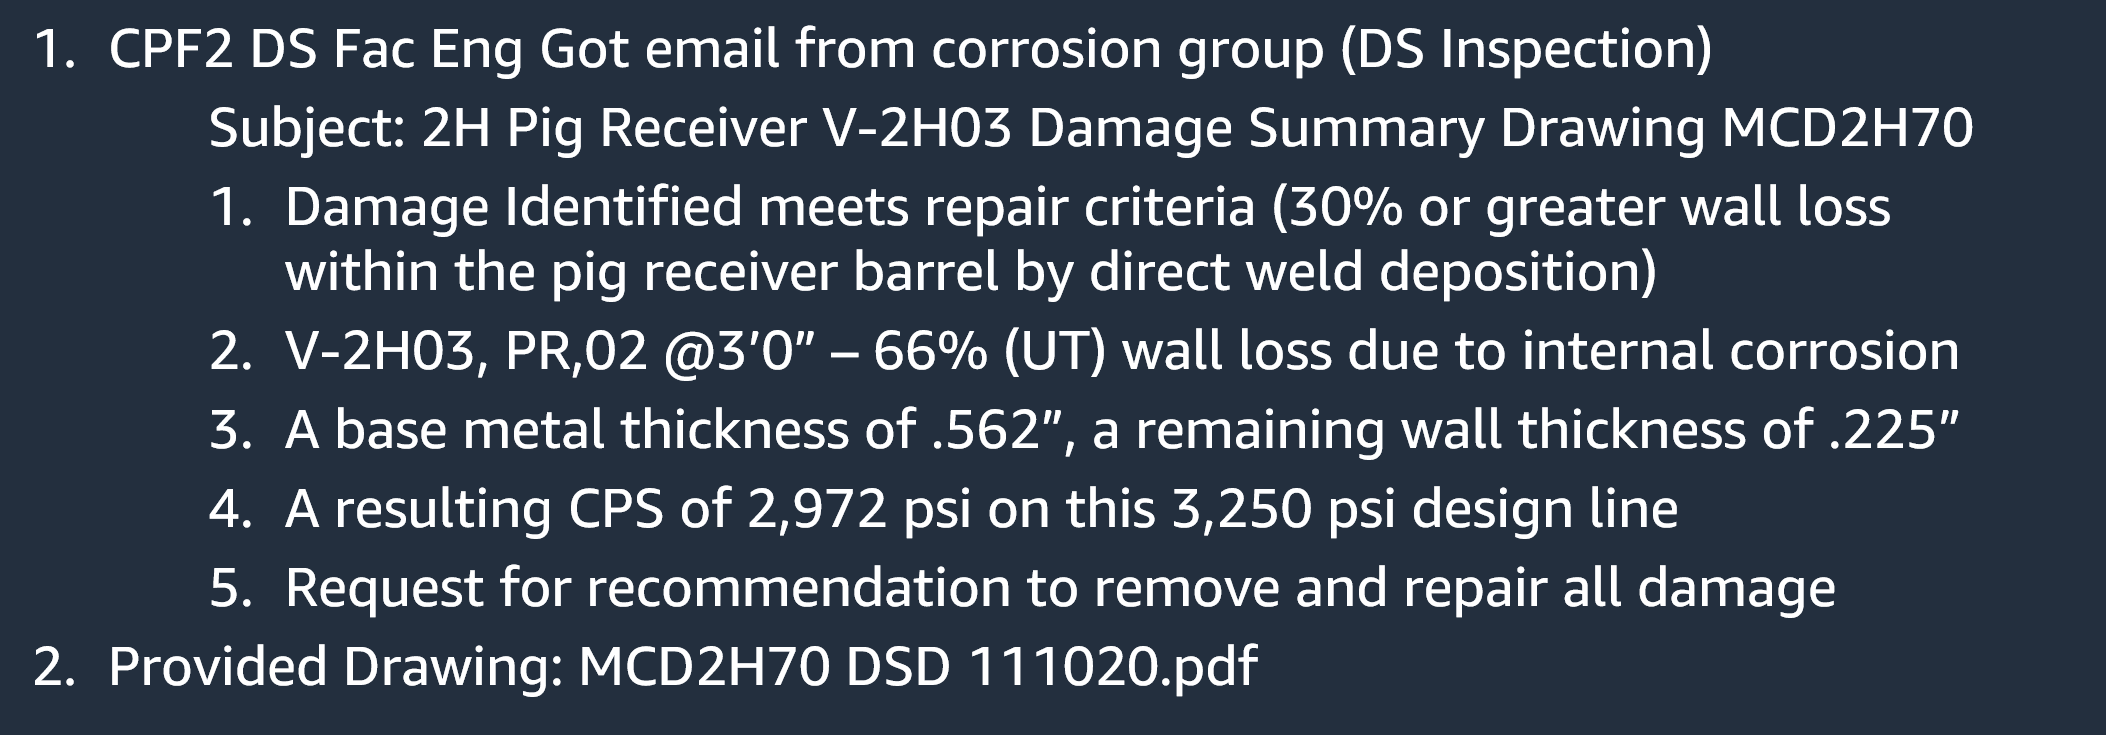 1. CPF2 DS Fac Eng Got email from corrosion group (DS Inspection)
Subject: 2H Pig Receiver V-2H03 Damage Summary Drawing MCD2H70
1. Damage Identified meets repair criteria (30% or greater wall loss
within the pig receiver barrel by direct weld deposition)
2. V-2H03, PR,02 @3’0” – 66% (UT) wall loss due to internal corrosion
3. A base metal thickness of .562”, a remaining wall thickness of .225”
4. A resulting CPS of 2,972 psi on this 3,250 psi design line
5. Request for recommendation to remove and repair all damage
2. Provided Drawing: MCD2H70 DSD 111020.pdf